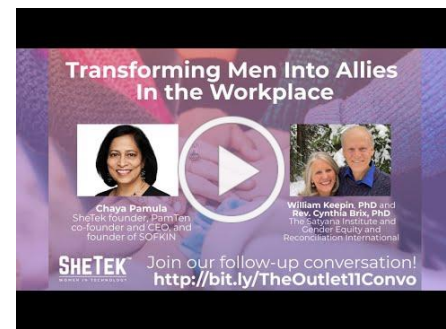 Transforming Men Into Allies
In the Workplace
Chaya Pamula
SheTek founder, PamTen
co-founder and CEO, and
founder of SOFKIN
William Keepin, PhD and
Rev. Cynthia Brix, PhD
The Satyana Institute and
Gender Equity and
Reconciliation International
SHETEK™
WOMEN IN TECHNOLOGY
Join our follow-up conversation!
http://bit.ly/TheOutlet11Convo